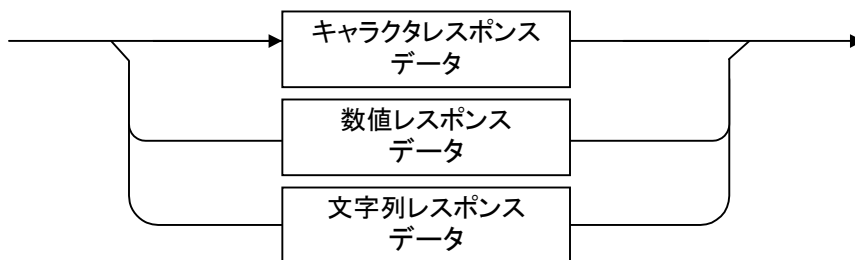 キャラクタレスポンス
データ
数値レスポンス
データ
文字列レスポンス
データ